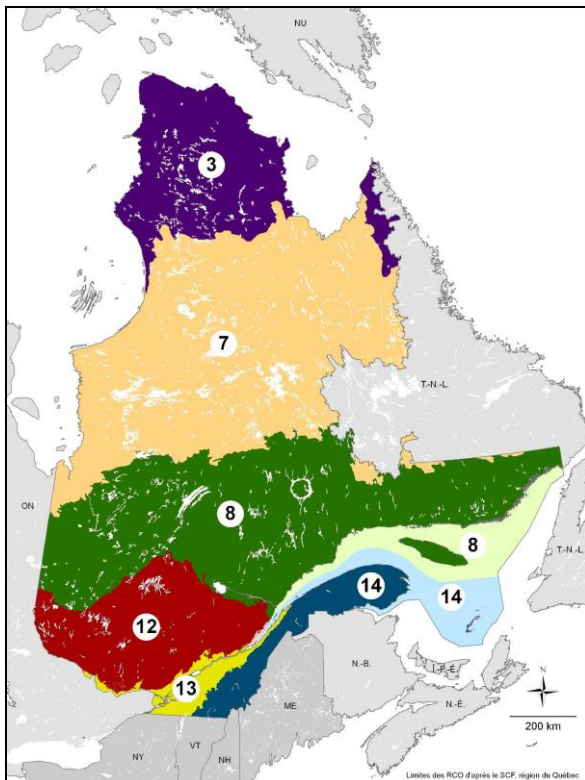 NU
3
7
T.-N.-L.
ON
8
8
T.-N.-L.
14
14
12
13
N.-B.
Î.-P.-É.
N
N.-É.
ME
200 km
NY
VT
NH
Limites des RCO d'après le SCF, région du Québec